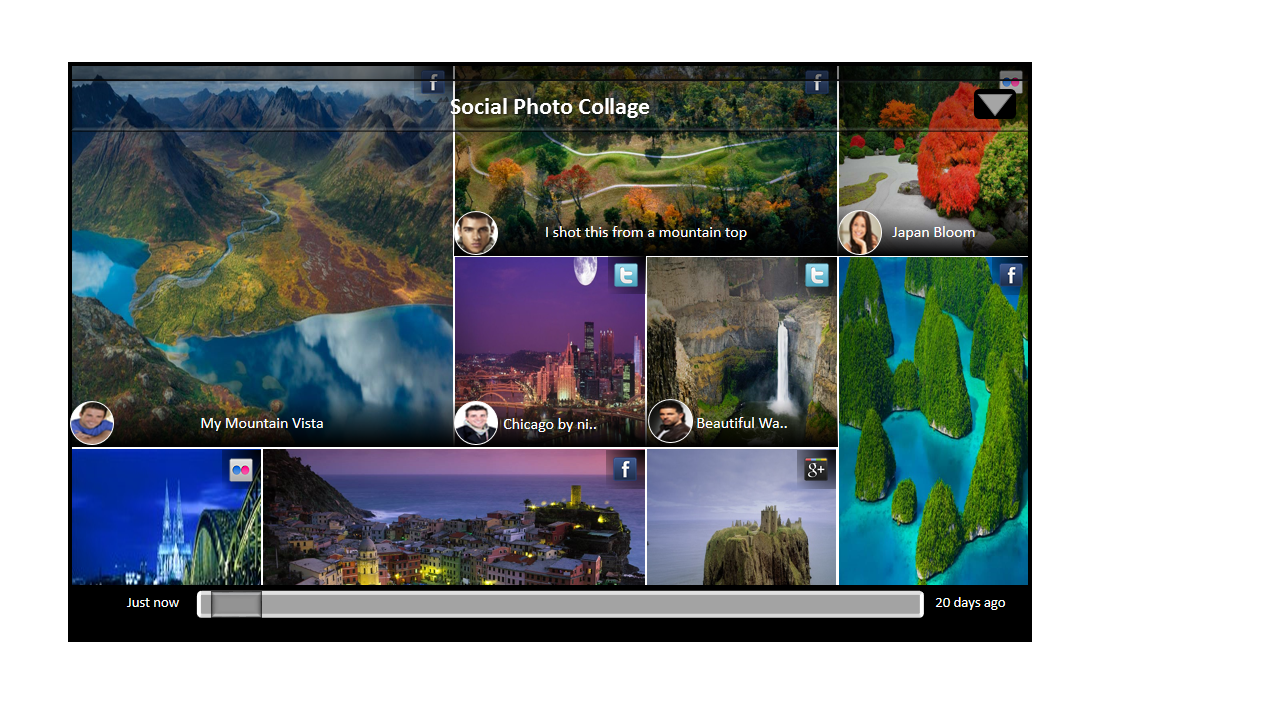 f
f
Social Photo Collage
I shot this from a mountain top
Japan Bloom
t
t
f
My Mountain Vista
Chicago by ni..
Beautiful Wa..
f
g+
Just now
20 days ago